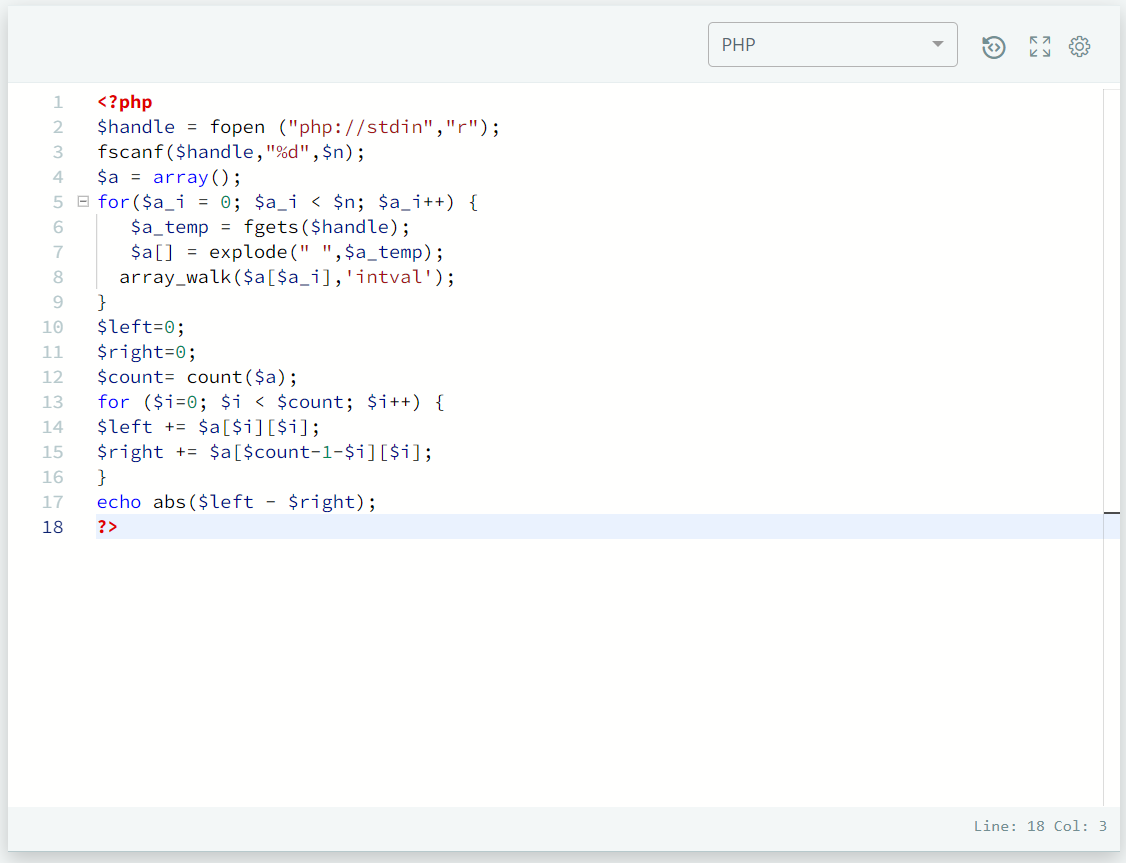 PHP
1 <?php
2 $handle = fopen ("php://stdin","r");
3 fscanf($handle,"%d",$n);
4 $a = array();
5 for($a_i = 0; $a_i < $n; $a_i++) {
6 $a_temp = fgets($handle);
7 $a[] = explode(" ",$a_temp);
8 array_walk($a[$a_i],'intval');
9 }
10 $left=0;
11 $right=0;
12 $count= count($a);
13 for ($i=0; $i < $count; $i++) {
14 $left += $a[$i][$i];
15 $right += $a[$count-1-$i][$i];
16 }
17 echo abs($left - $right);
18 ?>
Line: 18 Col: 3